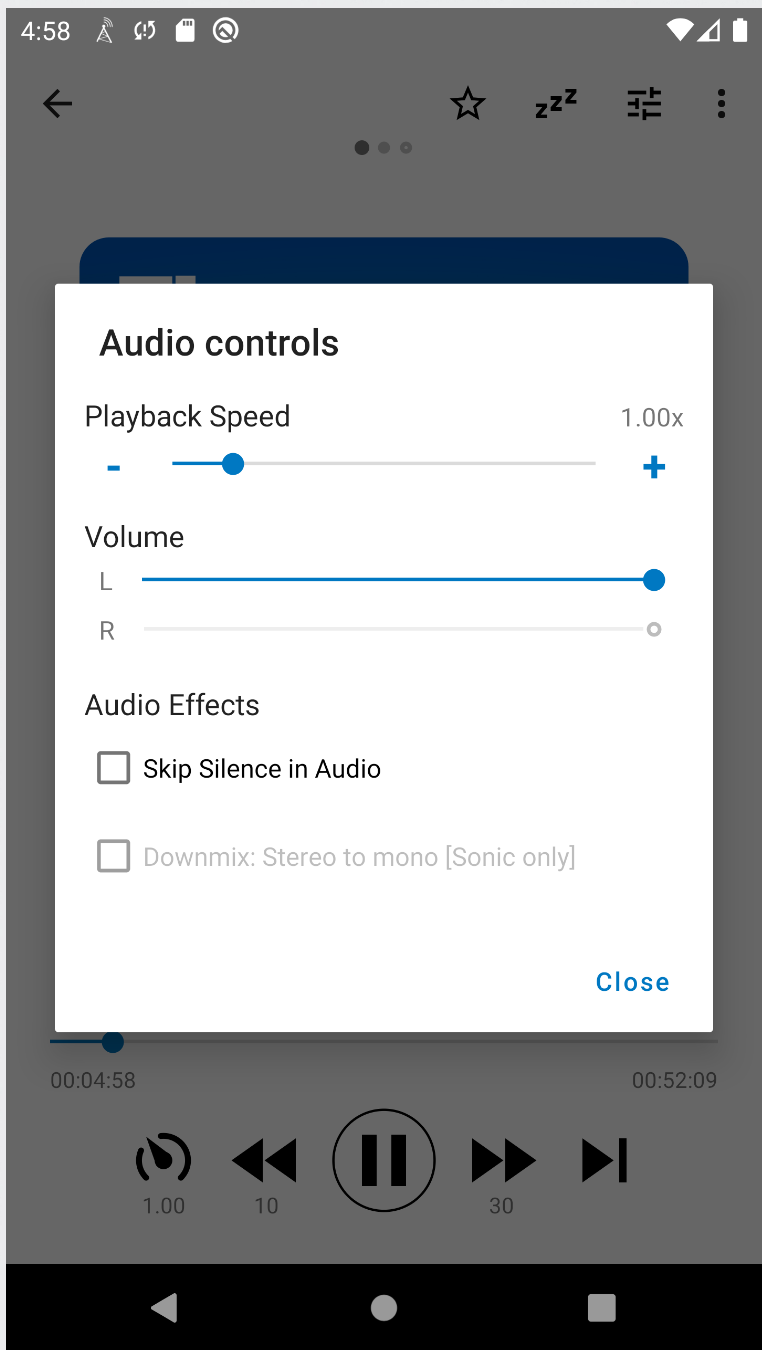 4:58
zzz
Audio controls
Playback Speed 1.00x
- +
Volume
L
R
Audio Effects
Skip Silence in Audio
Downmix: Stereo to mono [Sonic only]
Close
00:04:58 00:52:09
1.00 10 30